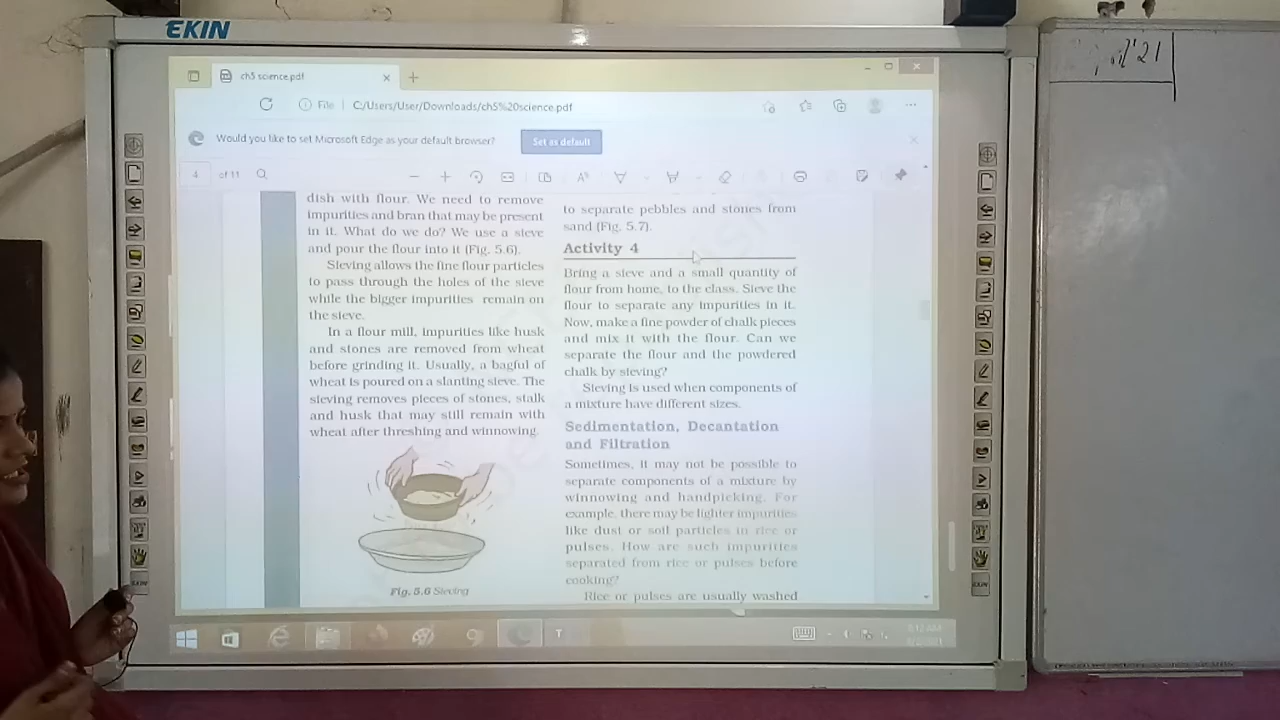 EKIN
ch5 science.pdf
File
C:/Users/User/Downloads/ch5%20science.pdf
Would you like to set Microsoft Edge as your default browser?
Set as default
4
of 11
dish with flour. We need to remove
impurities and bran that may be present
in it. What do we do? We use a sieve
and pour the flour into it (Fig. 5.6).
Sieving allows the fine flour particles
to pass through the holes of the sieve
while the bigger impurities remain on
the sieve.
In a flour mill, impurities like husk
and stones are removed from wheat
before grinding it. Usually, a bagful of
wheat is poured on a slanting sieve. The
sieving removes pieces of stones, stalk
and husk that may still remain with
wheat after threshing and winnowing.
Fig. 5.6 Sieving
to separate pebbles and stones from
sand (Fig. 5.7).
Activity 4
Bring a sieve and a small quantity of
flour from home, to the class. Sieve the
flour to separate any impurities in it.
Now, make a fine powder of chalk pieces
and mix it with the flour. Can we
separate the flour and the powdered
chalk by sieving?
Sieving is used when components of
a mixture have different sizes.
Sedimentation, Decantation
and Filtration
Sometimes, it may not be possible to
separate components of a mixture by
winnowing and handpicking. For
example, there may be lighter impurities
like dust or soil particles in rice or
pulses. How are such impurities
separated from rice or pulses before
cooking?
Rice or pulses are usually washed